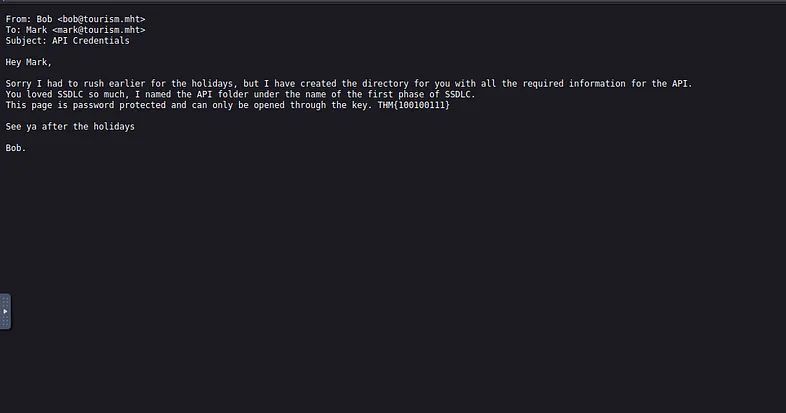 From: Bob <bob@tourism.mht>
To: Mark <mark@tourism.mht>
Subject: API Credentials
Hey Mark,
Sorry I had to rush earlier for the holidays, but I have created the directory for you with all the required information for the API.
You loved SSDLC so much, I named the API folder under the name of the first phase of SSDLC.
This page is password protected and can only be opened through the key. THM{100100111}
See ya after the holidays
Bob.